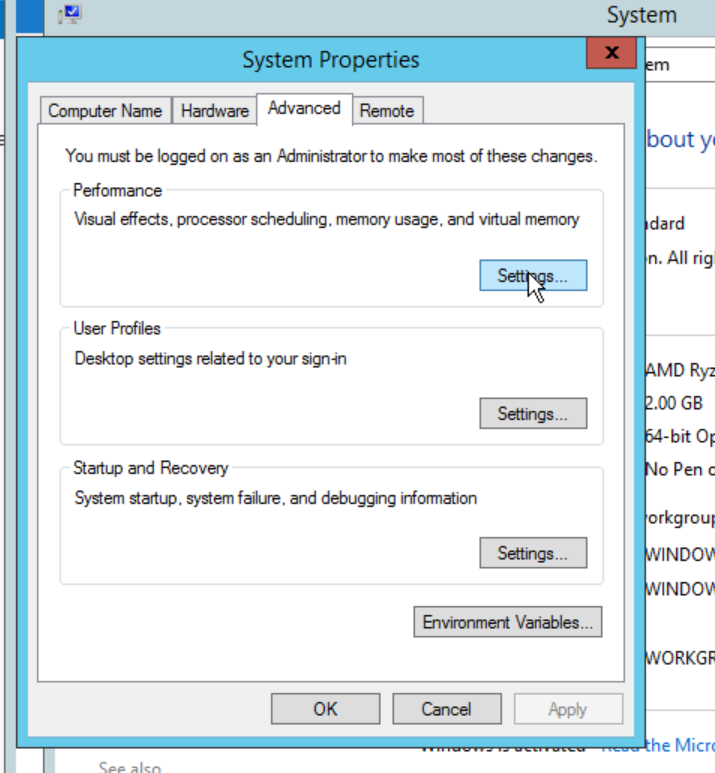 System
System Properties
x
em
Computer Name
Hardware
Advanced
Remote
bout yo
You must be logged on as an Administrator to make most of these changes.
Performance
Visual effects, processor scheduling, memory usage, and virtual memory
dard
n. All rig
Settings...
User Profiles
Desktop settings related to your sign-in
AMD Ryz
2.00 GB
Settings...
64-bit Op
Startup and Recovery
No Pen o
System startup, system failure, and debugging information
orkgroup
Settings...
WINDOW
WINDOW
Environment Variables...
WORKGR
OK
Cancel
Apply
Windows is activated
Read the Micro
See also